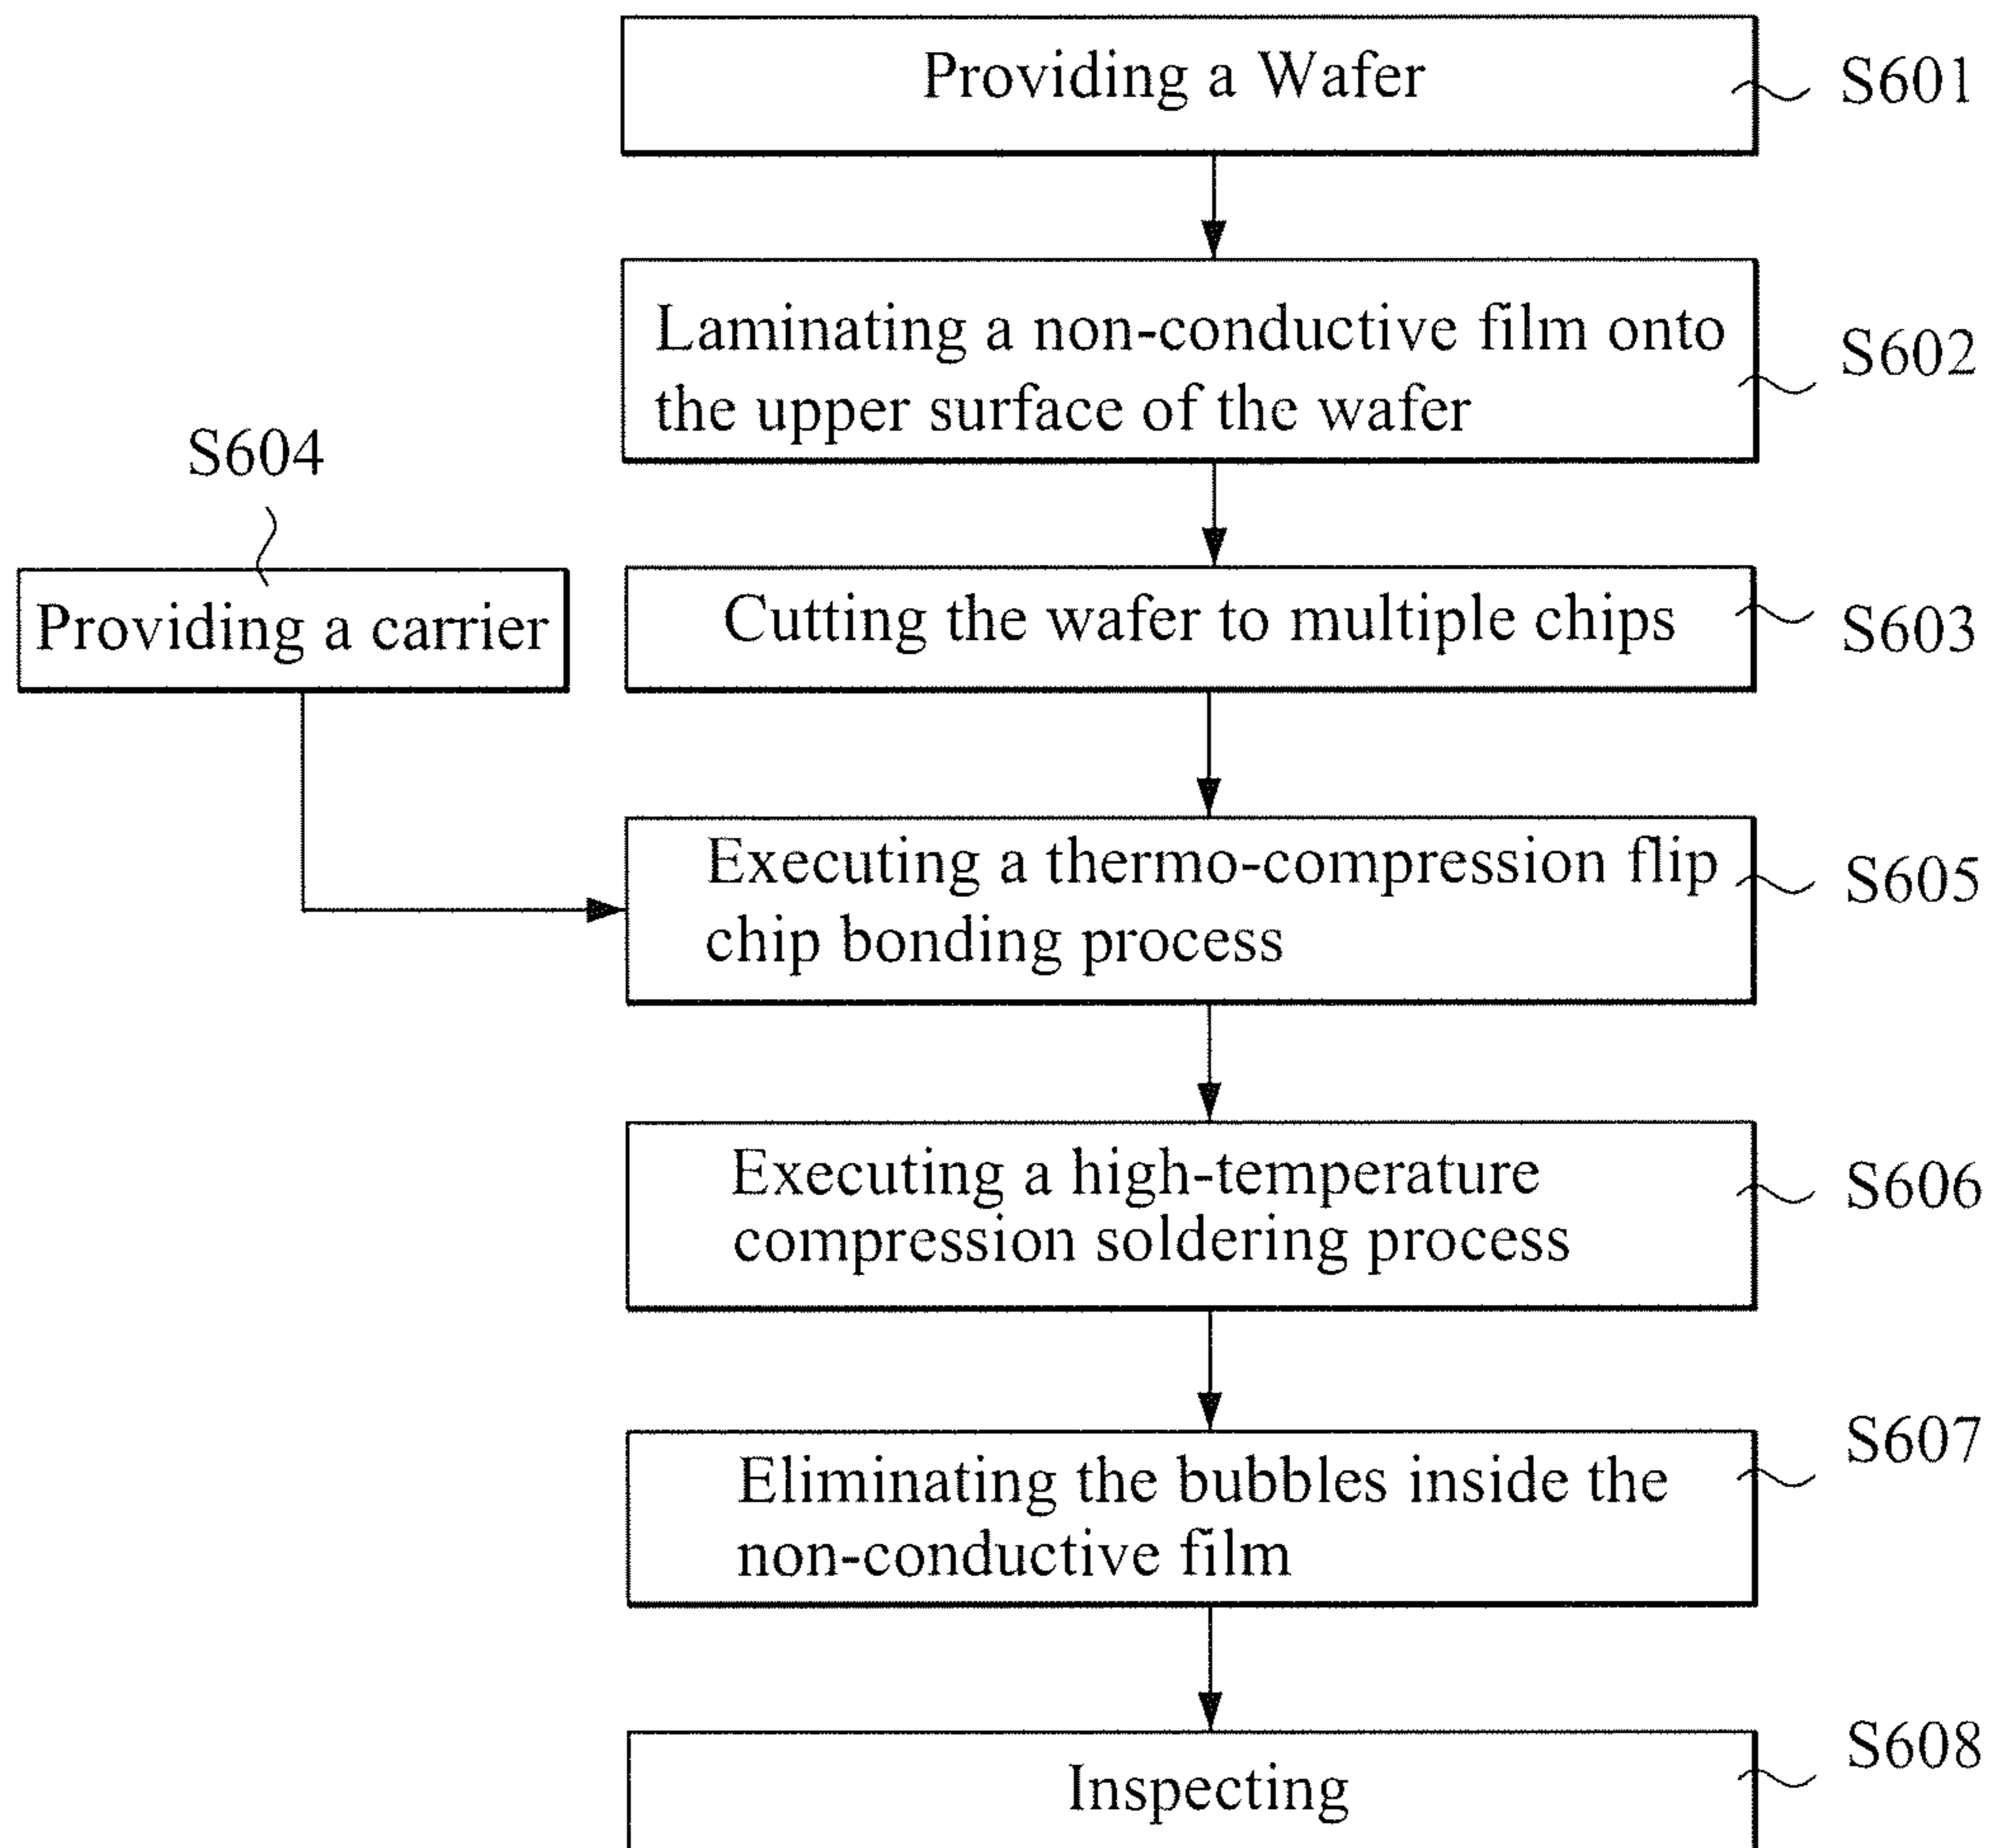 Providing a Wafer
S601
Laminating a non-conductive film onto
the upper surface of the wafer
S602
S604
Providing a carrier
Cutting the wafer to multiple chips
S603
Executing a thermo-compression flip
chip bonding process
S605
Executing a high-temperature
compression soldering process
S606
Eliminating the bubbles inside the
non-conductive film
S607
Inspecting
S608